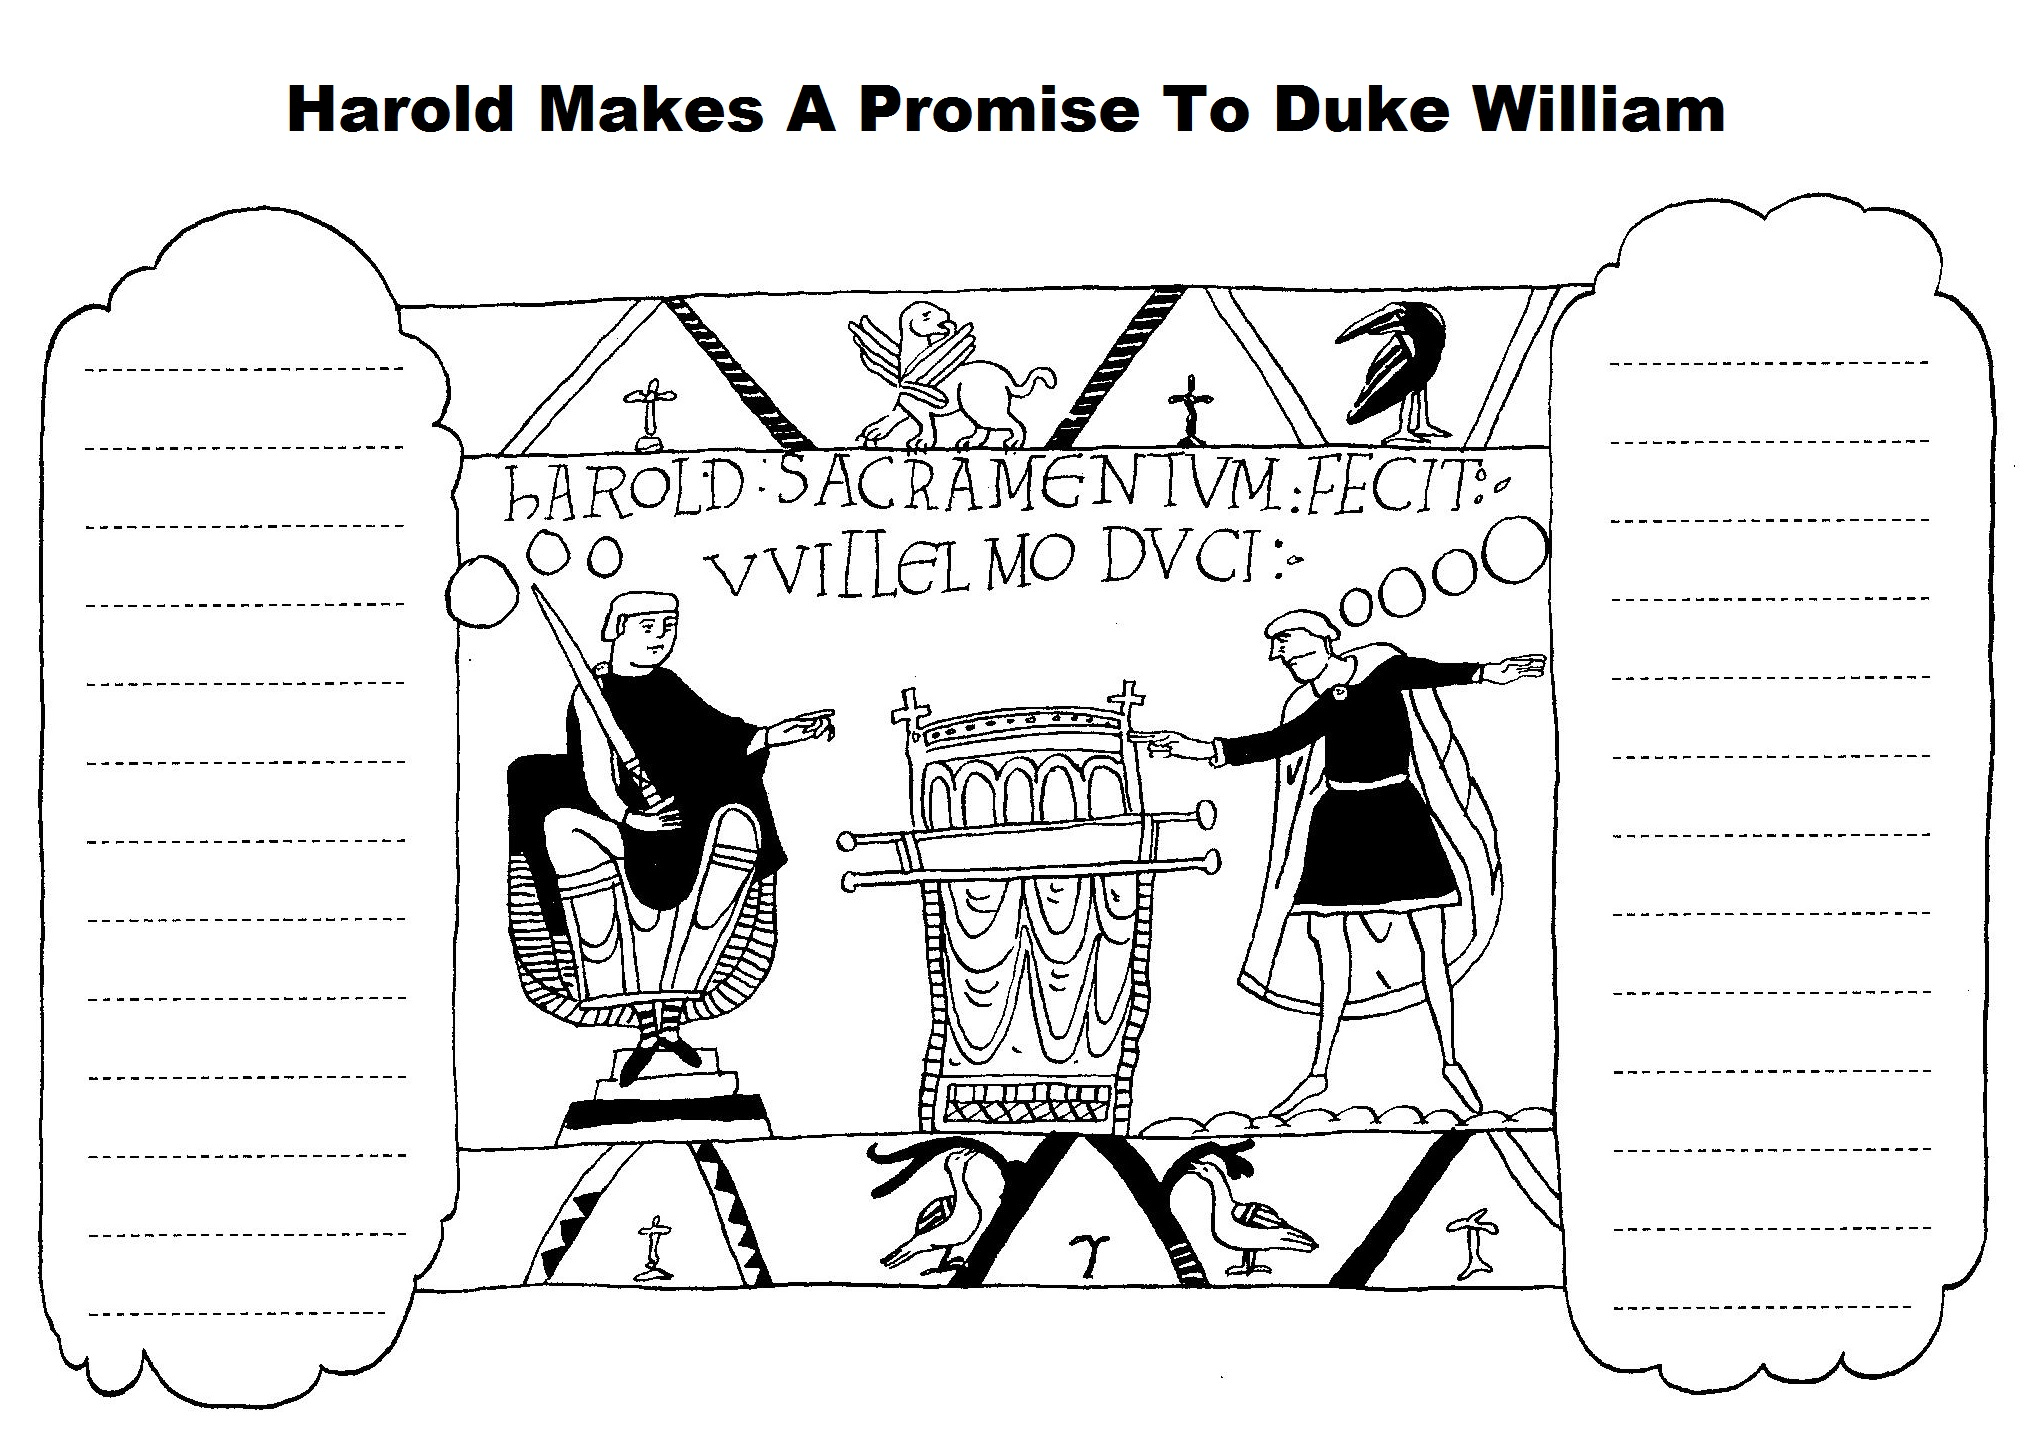 Harold Makes A Promise To Duke William
hAROLD : SACRAMENTVM : FECIT :·
VVILLELMO DVCI :·